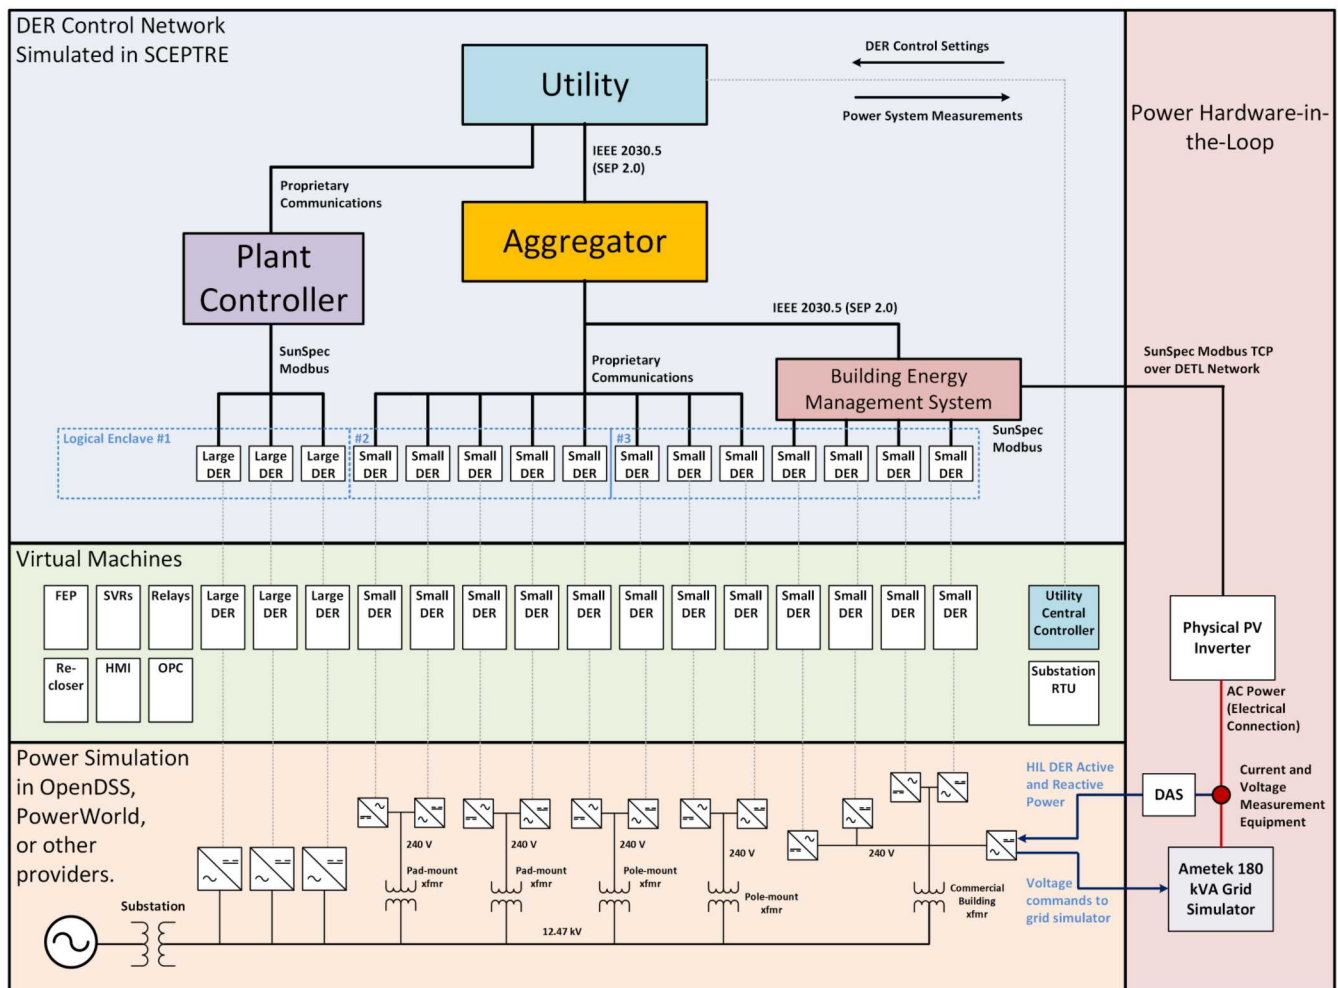 DER Control Network
Simulated in SCEPTRE
Utility
DER Control Settings
Power System Measurements
Power Hardware-in-
the-Loop
IEEE 2030.5
(SEP 2.0)
Proprietary
Communications
Plant
Controller
Aggregator
IEEE 2030.5 (SEP 2.0)
SunSpec
Modbus
Proprietary
Communications
Building Energy
Management System
SunSpec Modbus TCP
over DETL Network
SunSpec
Modbus
Logical Enclave #1
#2
#3
Large
DER
Large
DER
Large
DER
Small
DER
Small
DER
Small
DER
Small
DER
Small
DER
Small
DER
Small
DER
Small
DER
Small
DER
Small
DER
Small
DER
Small
DER
Virtual Machines
FEP
SVRs
Relays
Large
DER
Large
DER
Large
DER
Small
DER
Small
DER
Small
DER
Small
DER
Small
DER
Small
DER
Small
DER
Small
DER
Small
DER
Small
DER
Small
DER
Small
DER
Utility
Central
Controller
Re-
closer
HMI
OPC
Substation
RTU
Physical PV
Inverter
AC Power
(Electrical
Connection)
Power Simulation
in OpenDSS,
PowerWorld,
or other
providers.
HIL DER Active
and Reactive
Power
DAS
Current and
Voltage
Measurement
Equipment
240 V
240 V
240 V
240 V
240 V
Pad-mount
xfmr
Pad-mount
xfmr
Pole-mount
xfmr
Pole-mount
xfmr
Commercial
Building
xfmr
Voltage
commands to
grid simulator
Ametek 180
kVA Grid
Simulator
Substation
12.47 kV